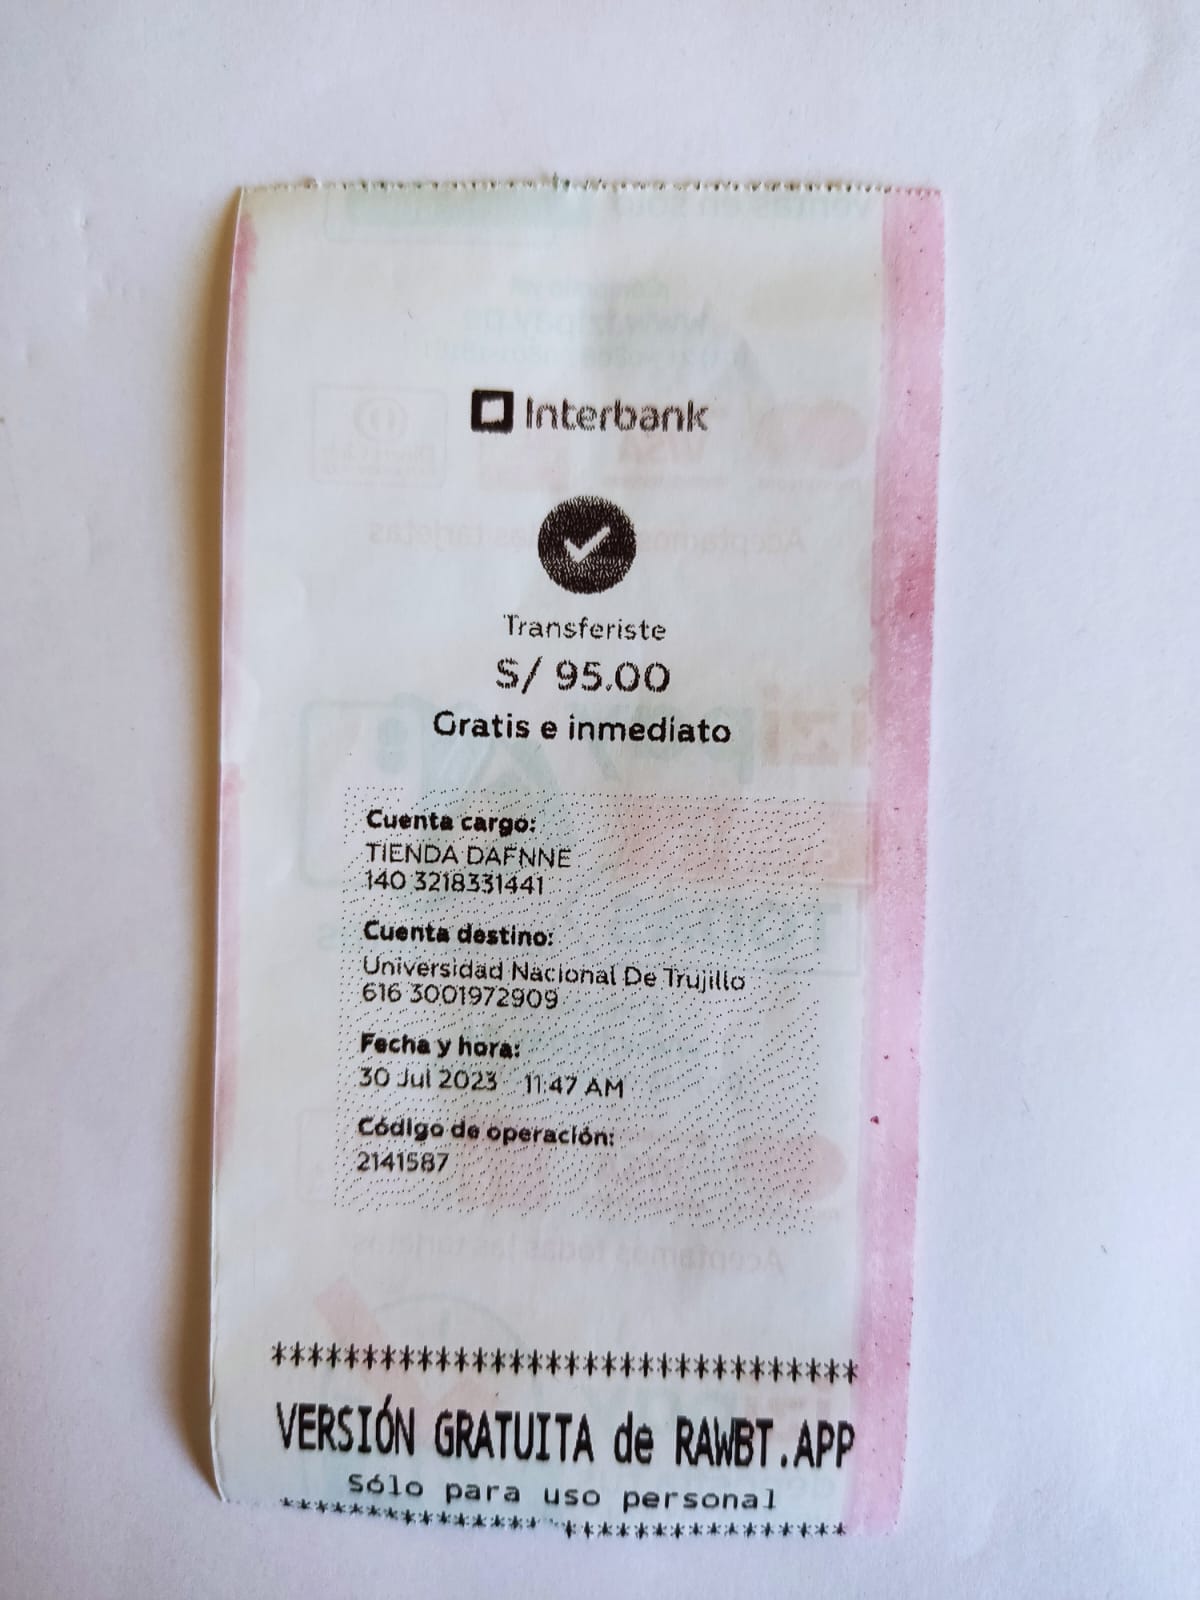 Interbank
Transferiste
S/ 95.00
Gratis e inmediato
Cuenta cargo:
TIENDA DAFNNE
140 3218331441
Cuenta destino:
Universidad Nacional De Trujillo
616 3001972909
Fecha y hora:
30 Jul 2023 11:47 AM
Código de operación:
2141587
*********************************
VERSIÓN GRATUITA de RAWBT.APP
Sólo para uso personal
*********************************